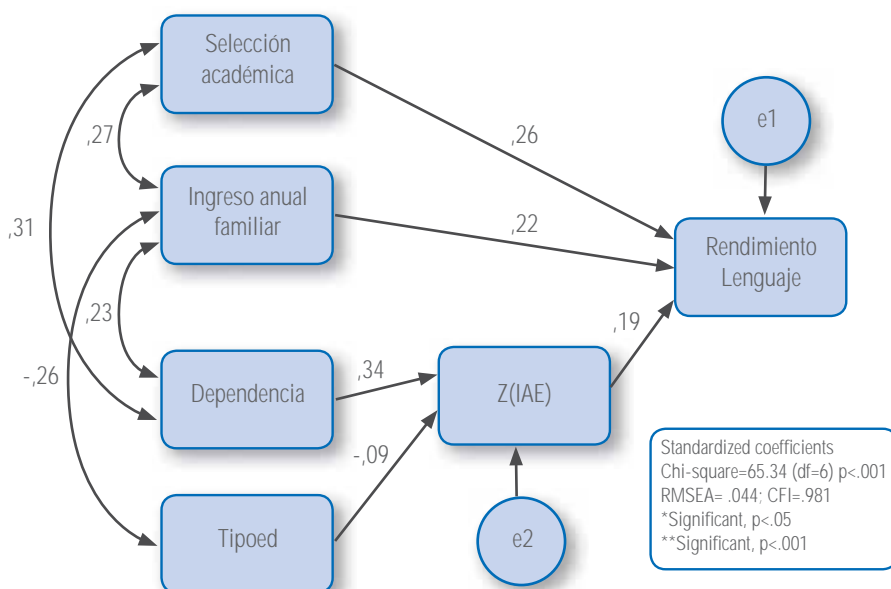 Selección
académica
e1
,27
,26
Ingreso anual
familiar
,31
,22
Rendimiento
Lenguaje
,23
,19
-,26
Dependencia
,34
Z(IAE)
-,09
Tipoed
e2
Standardized coefficients
Chi-square=65.34 (df=6) p<.001
RMSEA= .044; CFI=.981
*Significant, p<.05
**Significant, p<.001